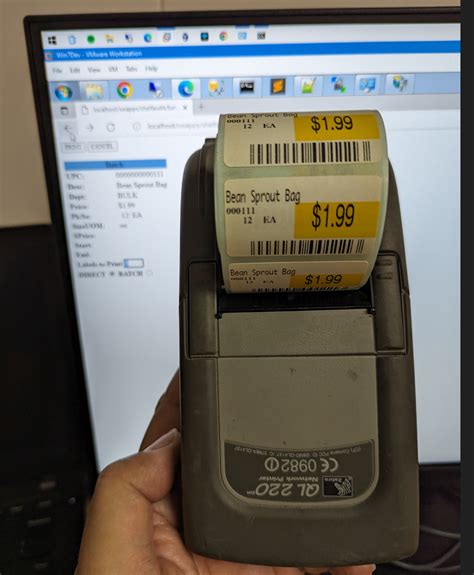 Win7Dev - VMware Workstation
File Edit View VM Tabs Help
PRINT CANCEL
Batch
UPC: 0000000000111
Desc: Bean Sprout Bag
Dept: BULK
Price: $1.99
Pk/Sz: 12 EA
Size/UOM:
SPrice:
Start:
End:
Labels to Print
DIRECT BATCH
Bean Sprout Bag
000111
12 EA
$1.99
Bean Sprout Bag
000111
12 EA
$1.99
Bean Sprout Bag
12 EA
$1.99
CE 0982
QL 220
Network Printer
Zebra